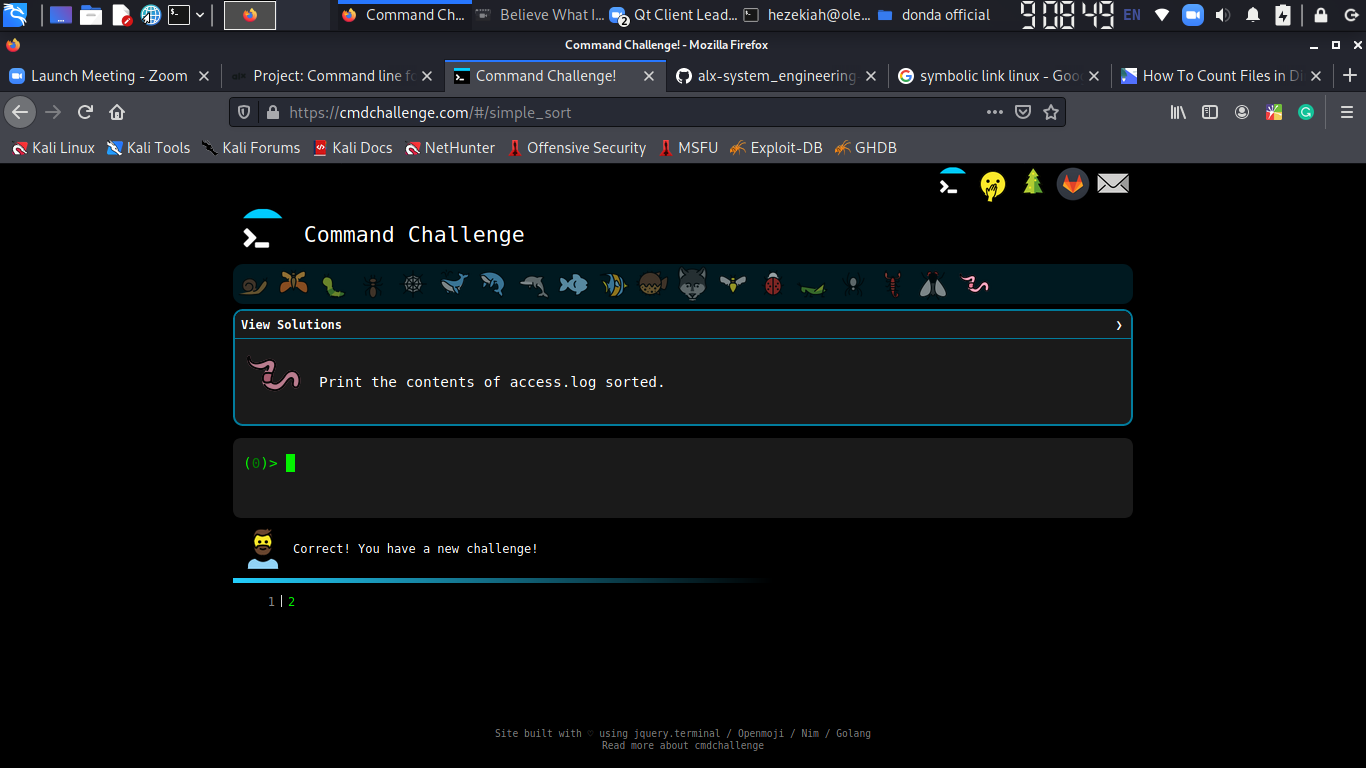 Command Ch...
Believe What I...
2
Qt Client Lead...
hezekiah@ole...
donda official
90849
EN
Command Challenge! - Mozilla Firefox
Launch Meeting - Zoom
Project: Command line fo
Command Challenge!
alx-system_engineering
symbolic link linux - Goo
How To Count Files in Di
https://cmdchallenge.com/#/simple_sort
Kali Linux
Kali Tools
Kali Forums
Kali Docs
NetHunter
Offensive Security
MSFU
Exploit-DB
GHDB
Command Challenge
View Solutions
Print the contents of access.log sorted.
(0)>
Correct! You have a new challenge!
1 | 2
Site built with ♡ using jquery.terminal / Openmoji / Nim / Golang
Read more about cmdchallenge